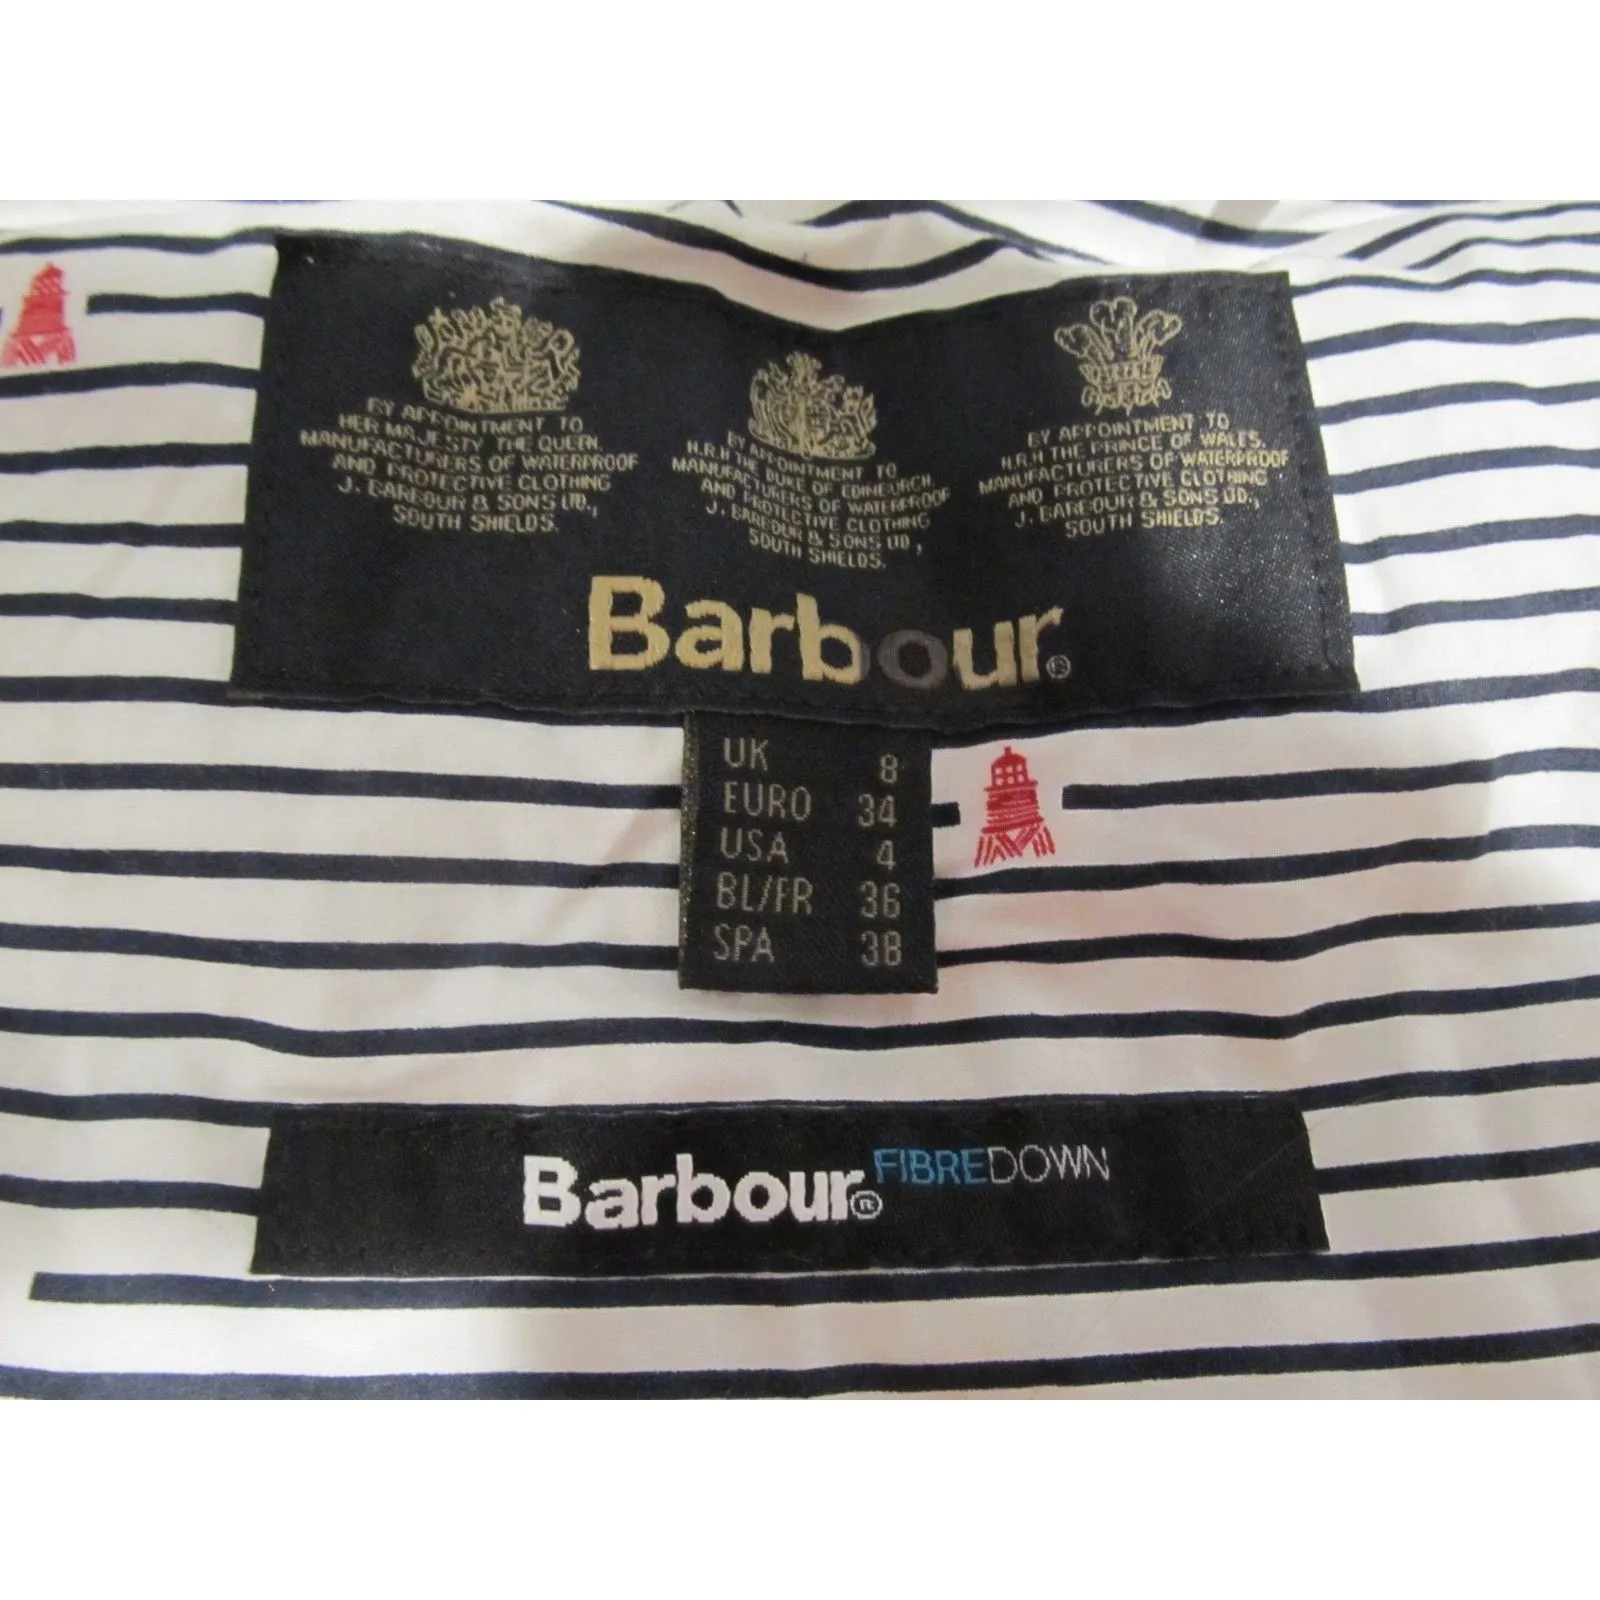 BY APPOINTMENT TO
HER MAJESTY THE QUEEN.
MANUFACTURERS OF WATERPROOF
AND PROTECTIVE CLOTHING
J. BARBOUR & SONS LTD.,
SOUTH SHIELDS.
BY APPOINTMENT TO
H.R.H THE DUKE OF EDINBURGH.
MANUFACTURERS OF WATERPROOF
AND PROTECTIVE CLOTHING
J. BARBOUR & SONS LTD,
SOUTH SHIELDS.
BY APPOINTMENT TO
H.R.H THE PRINCE OF WALES.
MANUFACTURERS OF WATERPROOF
AND PROTECTIVE CLOTHING
J. BARBOUR & SONS LTD.,
SOUTH SHIELDS.
Barbour®
UK 8
EURO 34
USA 4
BL/FR 36
SPA 38
Barbour® FIBREDOWN